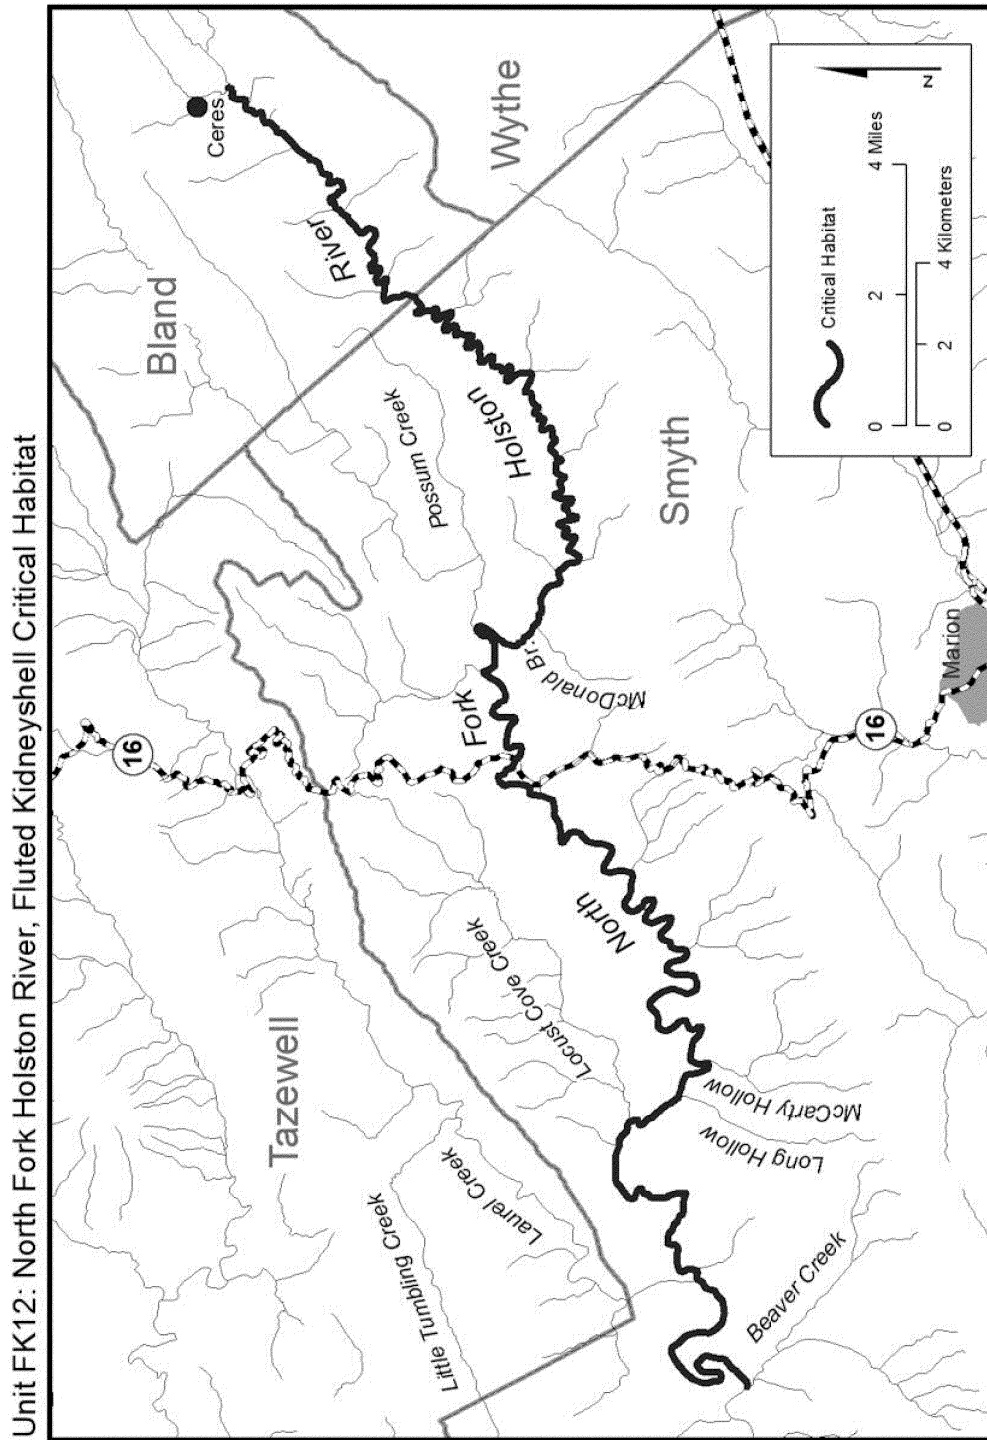 Unit FK12: North Fork Holston River, Fluted Kidneyshell Critical Habitat
Bland
Ceres
Wythe
River
16
Possum Creek
Holston
Tazewell
Fork
McDonald Br.
Smyth
Little Tumbling Creek
Laurel Creek
Locust Cove Creek
North
Long Hollow
McCarty Hollow
16
Marion
Beaver Creek
Critical Habitat
0 2 4 Miles
0 2 4 Kilometers
N